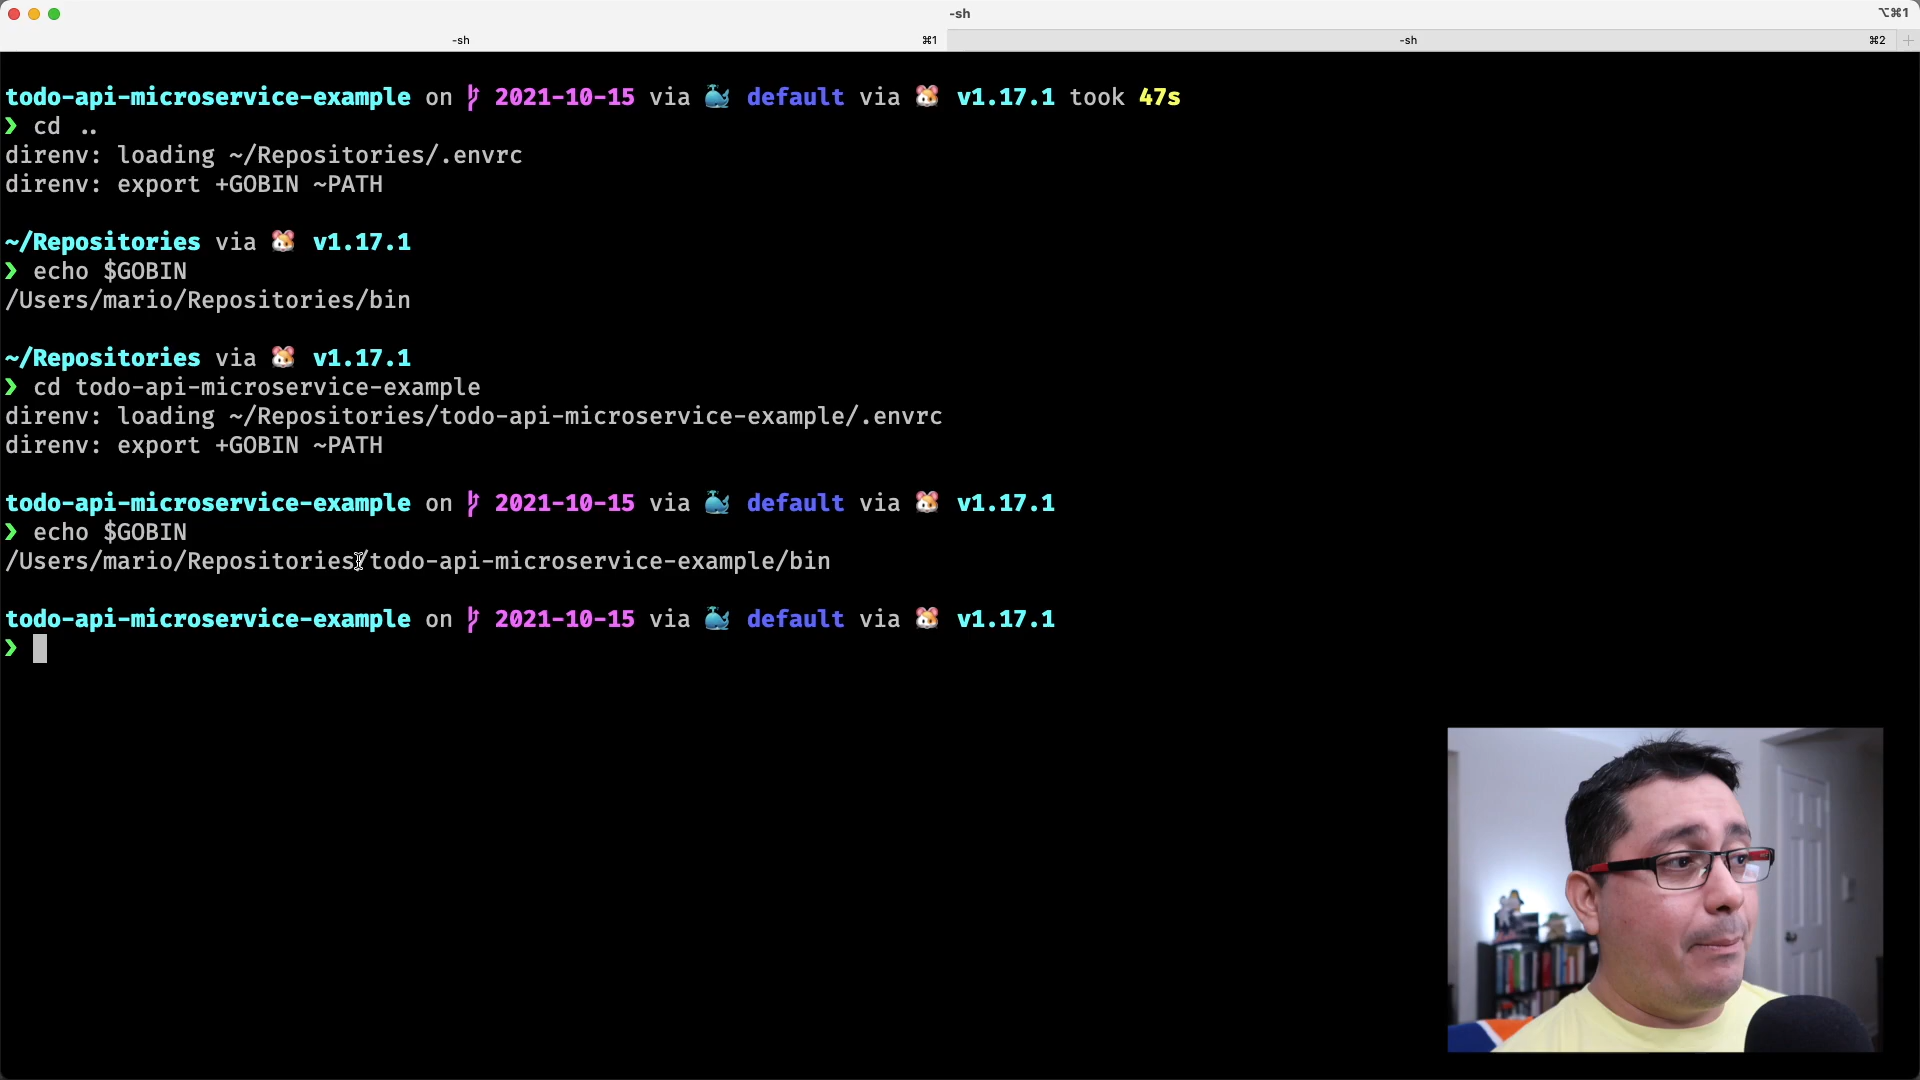 -sh
⌥⌘1
-sh ⌘1
-sh ⌘2 +
todo-api-microservice-example on 2021-10-15 via 🐳 default via 🐹 v1.17.1 took 47s
❯ cd ..
direnv: loading ~/Repositories/.envrc
direnv: export +GOBIN ~PATH
~/Repositories via 🐹 v1.17.1
❯ echo $GOBIN
/Users/mario/Repositories/bin
~/Repositories via 🐹 v1.17.1
❯ cd todo-api-microservice-example
direnv: loading ~/Repositories/todo-api-microservice-example/.envrc
direnv: export +GOBIN ~PATH
todo-api-microservice-example on 2021-10-15 via 🐳 default via 🐹 v1.17.1
❯ echo $GOBIN
/Users/mario/Repositories/todo-api-microservice-example/bin
todo-api-microservice-example on 2021-10-15 via 🐳 default via 🐹 v1.17.1
❯